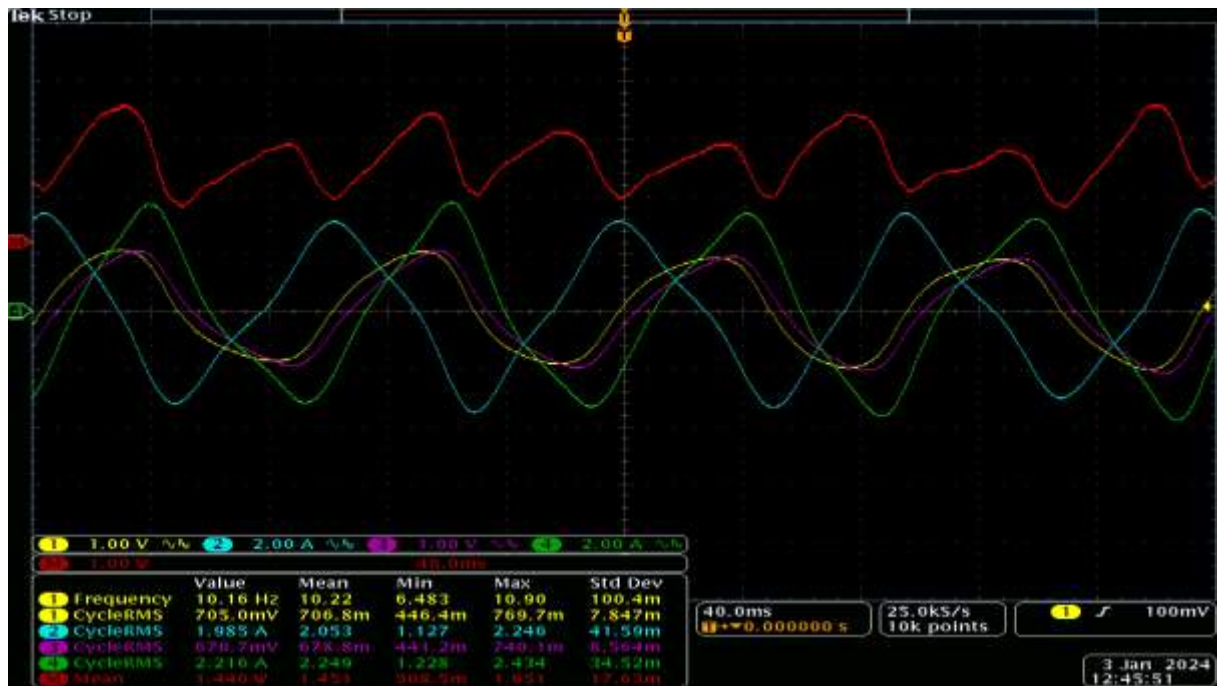 Tek Stop
1 1.00 V 2 2.00 A 3 1.00 V 4 2.00 A
M 1.00 V 40.0ms
Value Mean Min Max Std Dev
1 Frequency 10.16 Hz 10.22 6.483 10.90 100.4m
1 CycleRMS 705.0mV 706.8m 446.4m 769.7m 7.847m
2 CycleRMS 1.985 A 2.053 1.127 2.246 41.59m
3 CycleRMS 678.8m 441.2m 740.1m 8.564m
4 CycleRMS 2.216 A 2.249 1.228 2.434 34.52m
M Mean 1.440 1.451 1.851 17.63m
40.0ms
T 0.000000 s
25.0kS/s
10k points
1 100mV
3 Jan 2024
12:45:51